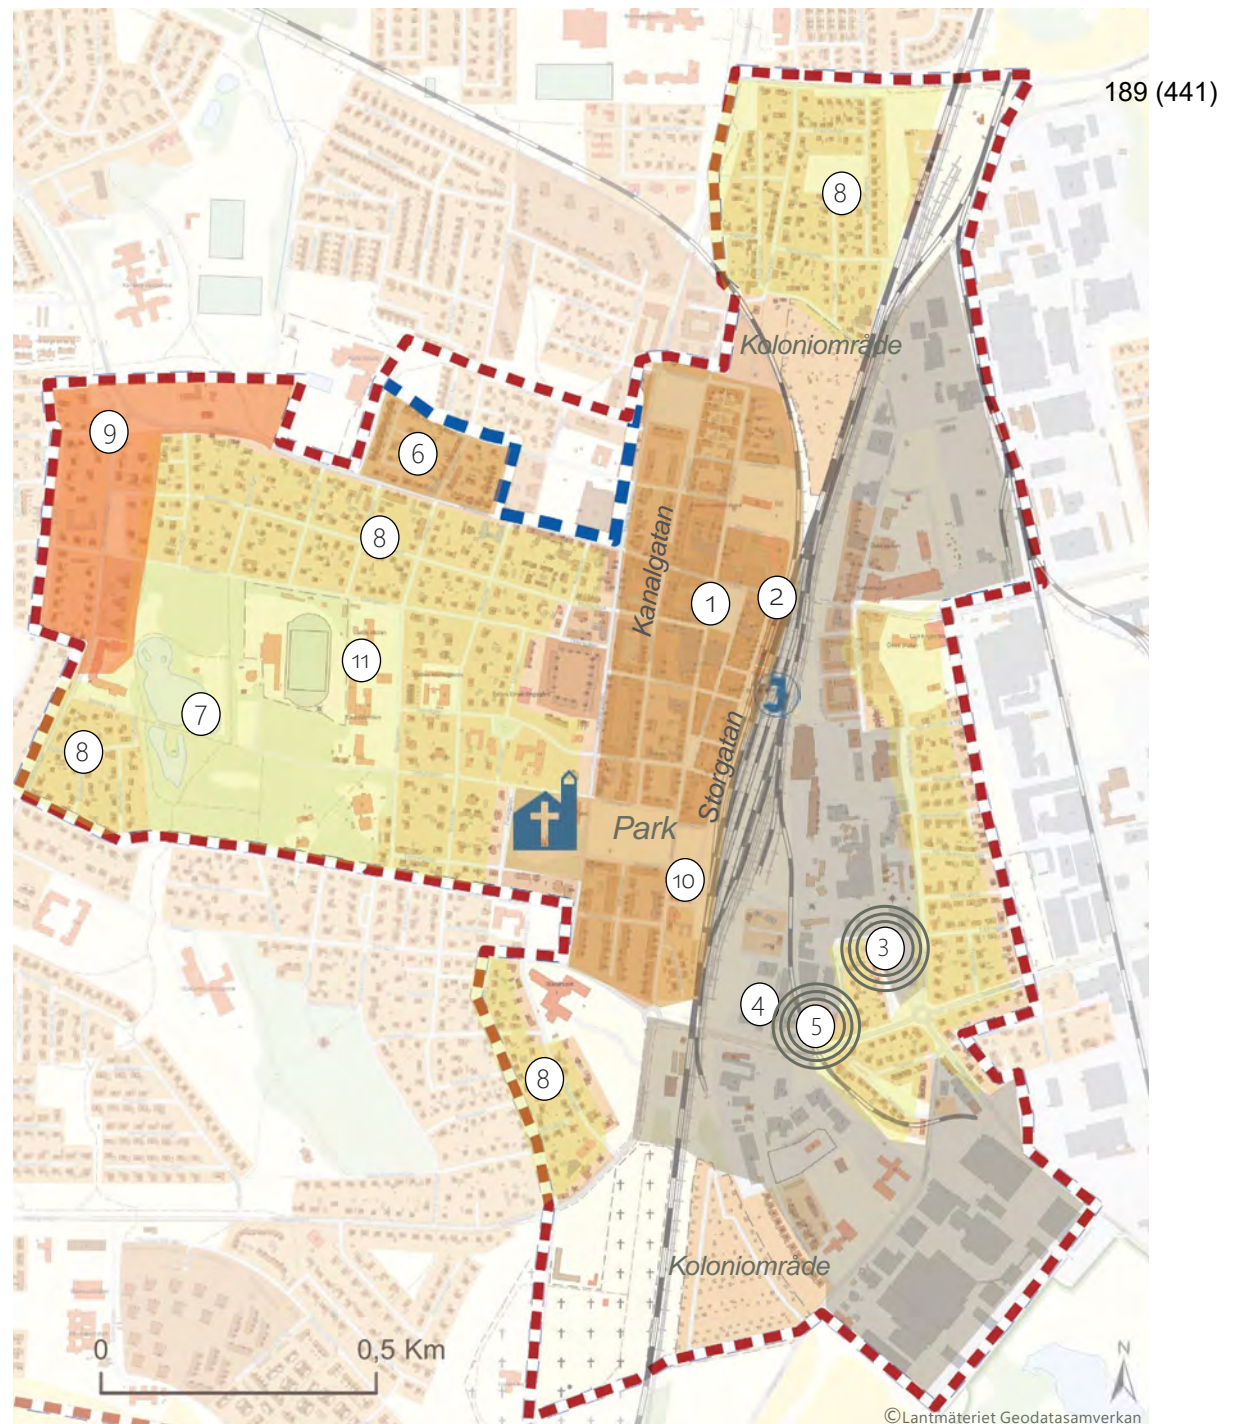 189 (441)
8
Koloniområde
9
6
8
Kanalgatan
1
2
11
7
8
Storgatan
Park
10
3
4
5
8
Koloniområde
0 0,5 Km
N
©Lantmäteriet Geodatasamverkan